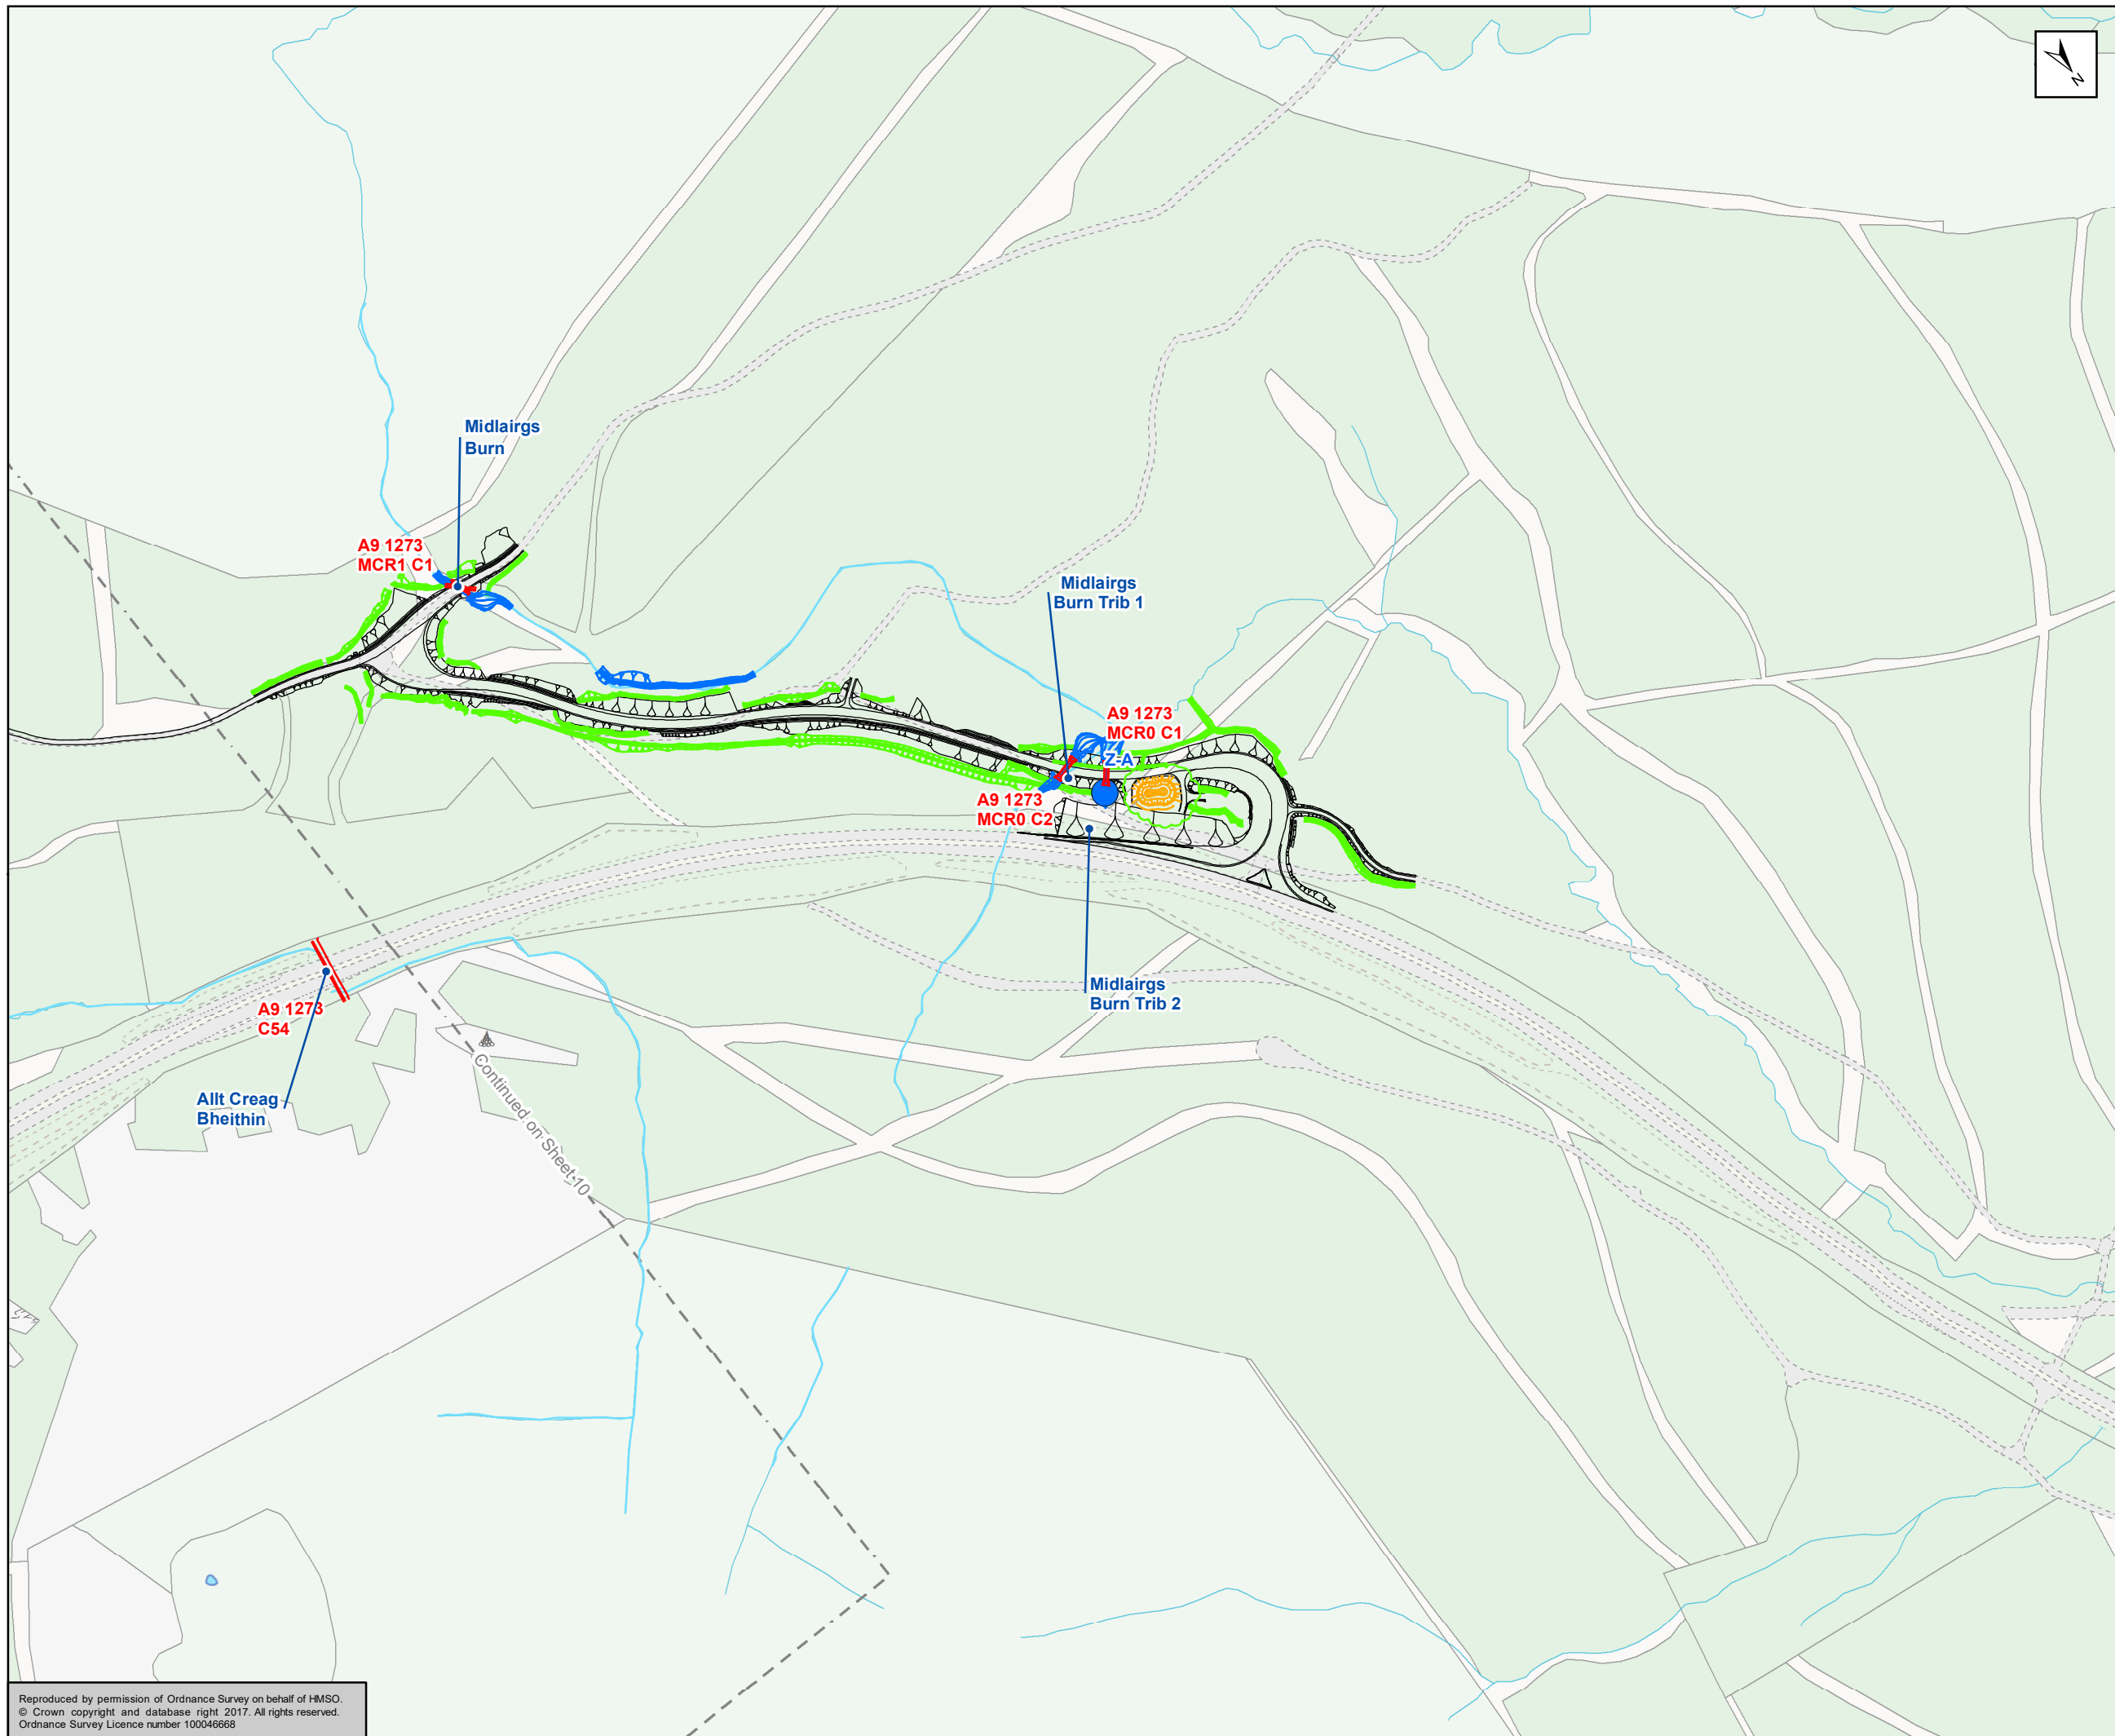 N
Midlairgs
Burn
A9 1273
MCR1 C1
Midlairgs
Burn Trib 1
A9 1273
MCR0 C1
Z-A
A9 1273
MCR0 C2
Midlairgs
Burn Trib 2
A9 1273
C54
Allt Creag
Bheithin
Continued on Sheet 10
Reproduced by permission of Ordnance Survey on behalf of HMSO.
© Crown copyright and database right 2017. All rights reserved.
Ordnance Survey Licence number 100046668